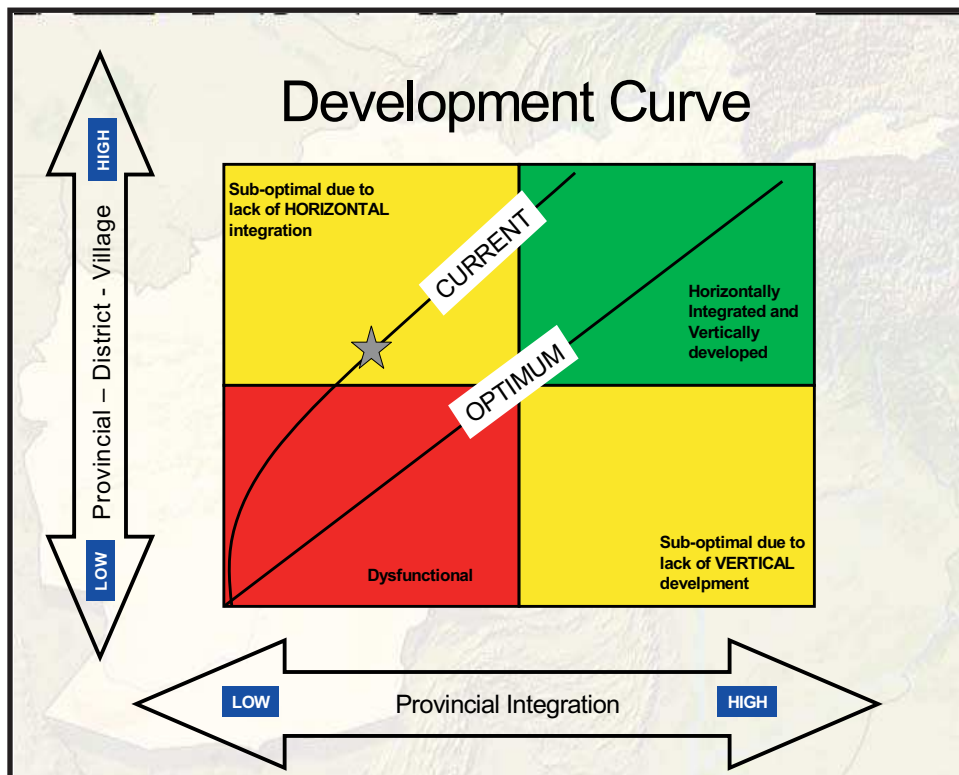 Development Curve
HIGH
Provincial – District - Village
LOW
Sub-optimal due to
lack of HORIZONTAL
integration
CURRENT
Horizontally
Integrated and
Vertically
developed
OPTIMUM
Dysfunctional
Sub-optimal due to
lack of VERTICAL
develpment
LOW
Provincial Integration
HIGH